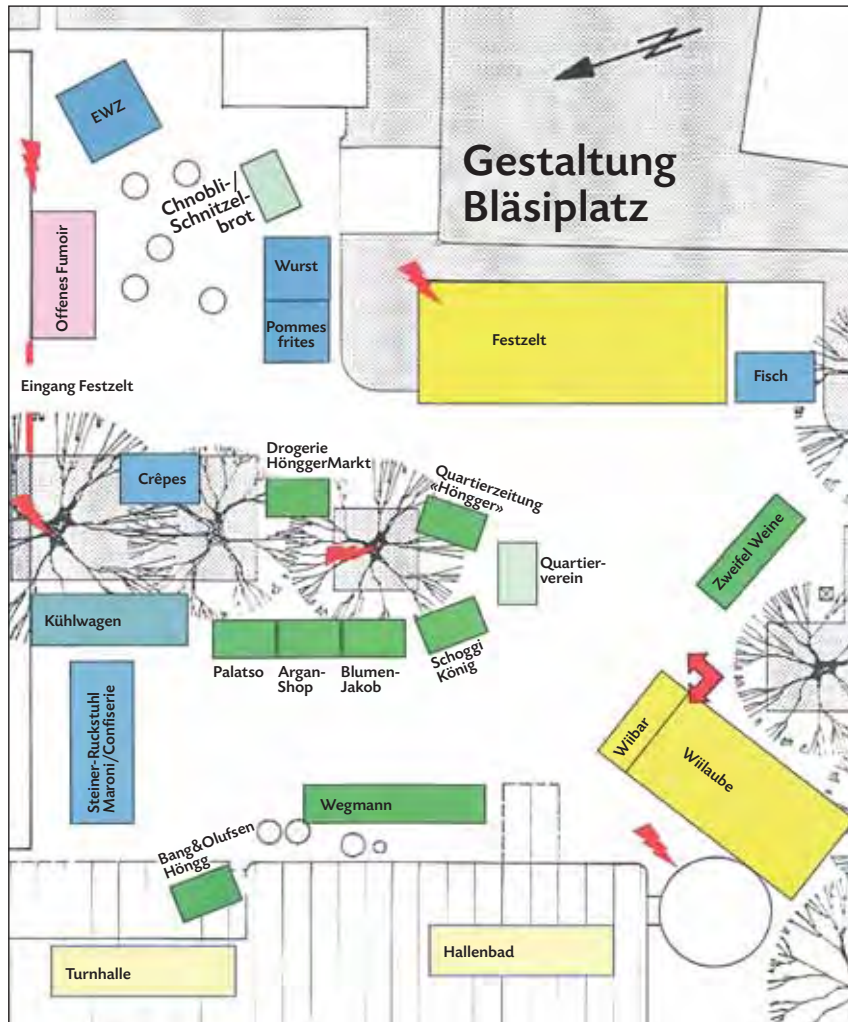 Gestaltung
Bläsiplatz
EWZ
Chnobli-/
Schnitzel-
brot
Offenes Fumoir
Wurst
Pommes
frites
Festzelt
Fisch
Eingang Festzelt
Crêpes
Drogerie
HönggerMarkt
Quartierzeitung
«Höngger»
Quartier-
verein
Zweifel Weine
Kühlwagen
Palatso
Argan-
Shop
Blumen-
Jakob
Schoggi
König
Steiner-Ruckstuhl
Maroni/Confiserie
Wiibar
Wiilaube
Wegmann
Bang&Olufsen
Höngg
Turnhalle
Hallenbad